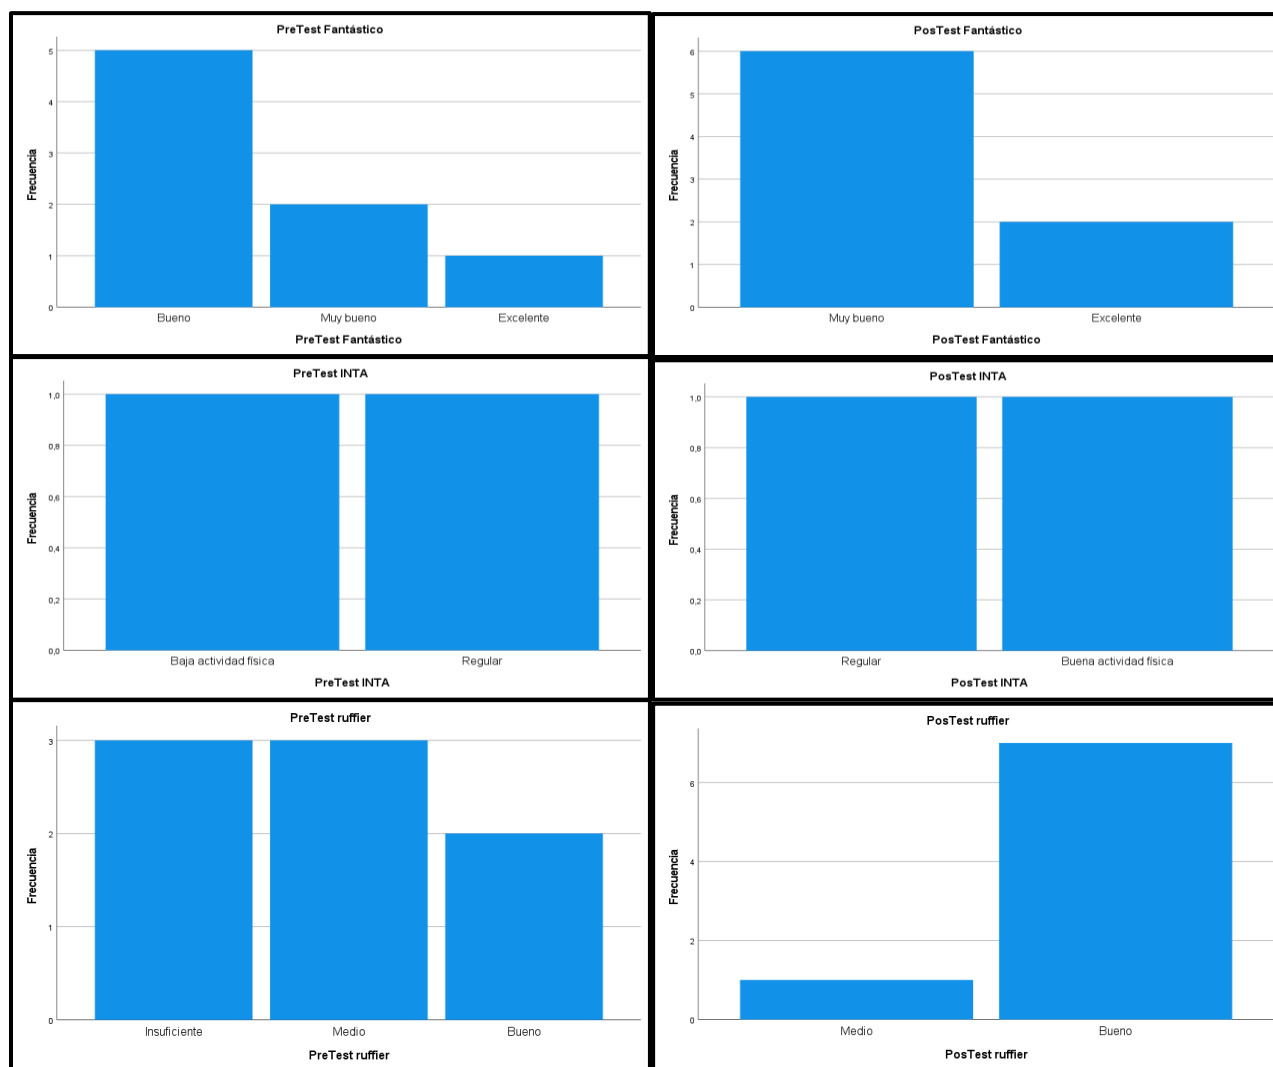 PreTest Fantástico
Frecuencia
5
4
3
2
1
0
Bueno Muy bueno Excelente
PreTest Fantástico
PosTest Fantástico
Frecuencia
6
5
4
3
2
1
0
Muy bueno Excelente
PosTest Fantástico
PreTest INTA
Frecuencia
1,0
0,8
0,6
0,4
0,2
0,0
Baja actividad física Regular
PreTest INTA
PosTest INTA
Frecuencia
1,0
0,8
0,6
0,4
0,2
0,0
Regular Buena actividad física
PosTest INTA
PreTest ruffier
Frecuencia
3
2
1
0
Insuficiente Medio Bueno
PreTest ruffier
PosTest ruffier
Frecuencia
6
4
2
0
Medio Bueno
PosTest ruffier